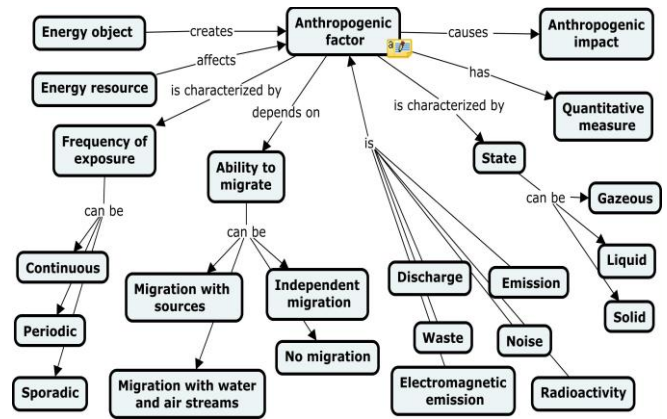 Energy object
creates
Anthropogenic
factor
causes
Anthropogenic
impact
Energy resource
affects
has
Quantitative
measure
is characterized by
depends on
is characterized by
Frequency of
exposure
Ability to
migrate
is
State
can be
Gazeous
Liquid
Solid
can be
Continuous
Periodic
Sporadic
can be
Migration with
sources
Independent
migration
No migration
Migration with water
and air streams
Discharge
Emission
Waste
Noise
Electromagnetic
emission
Radioactivity